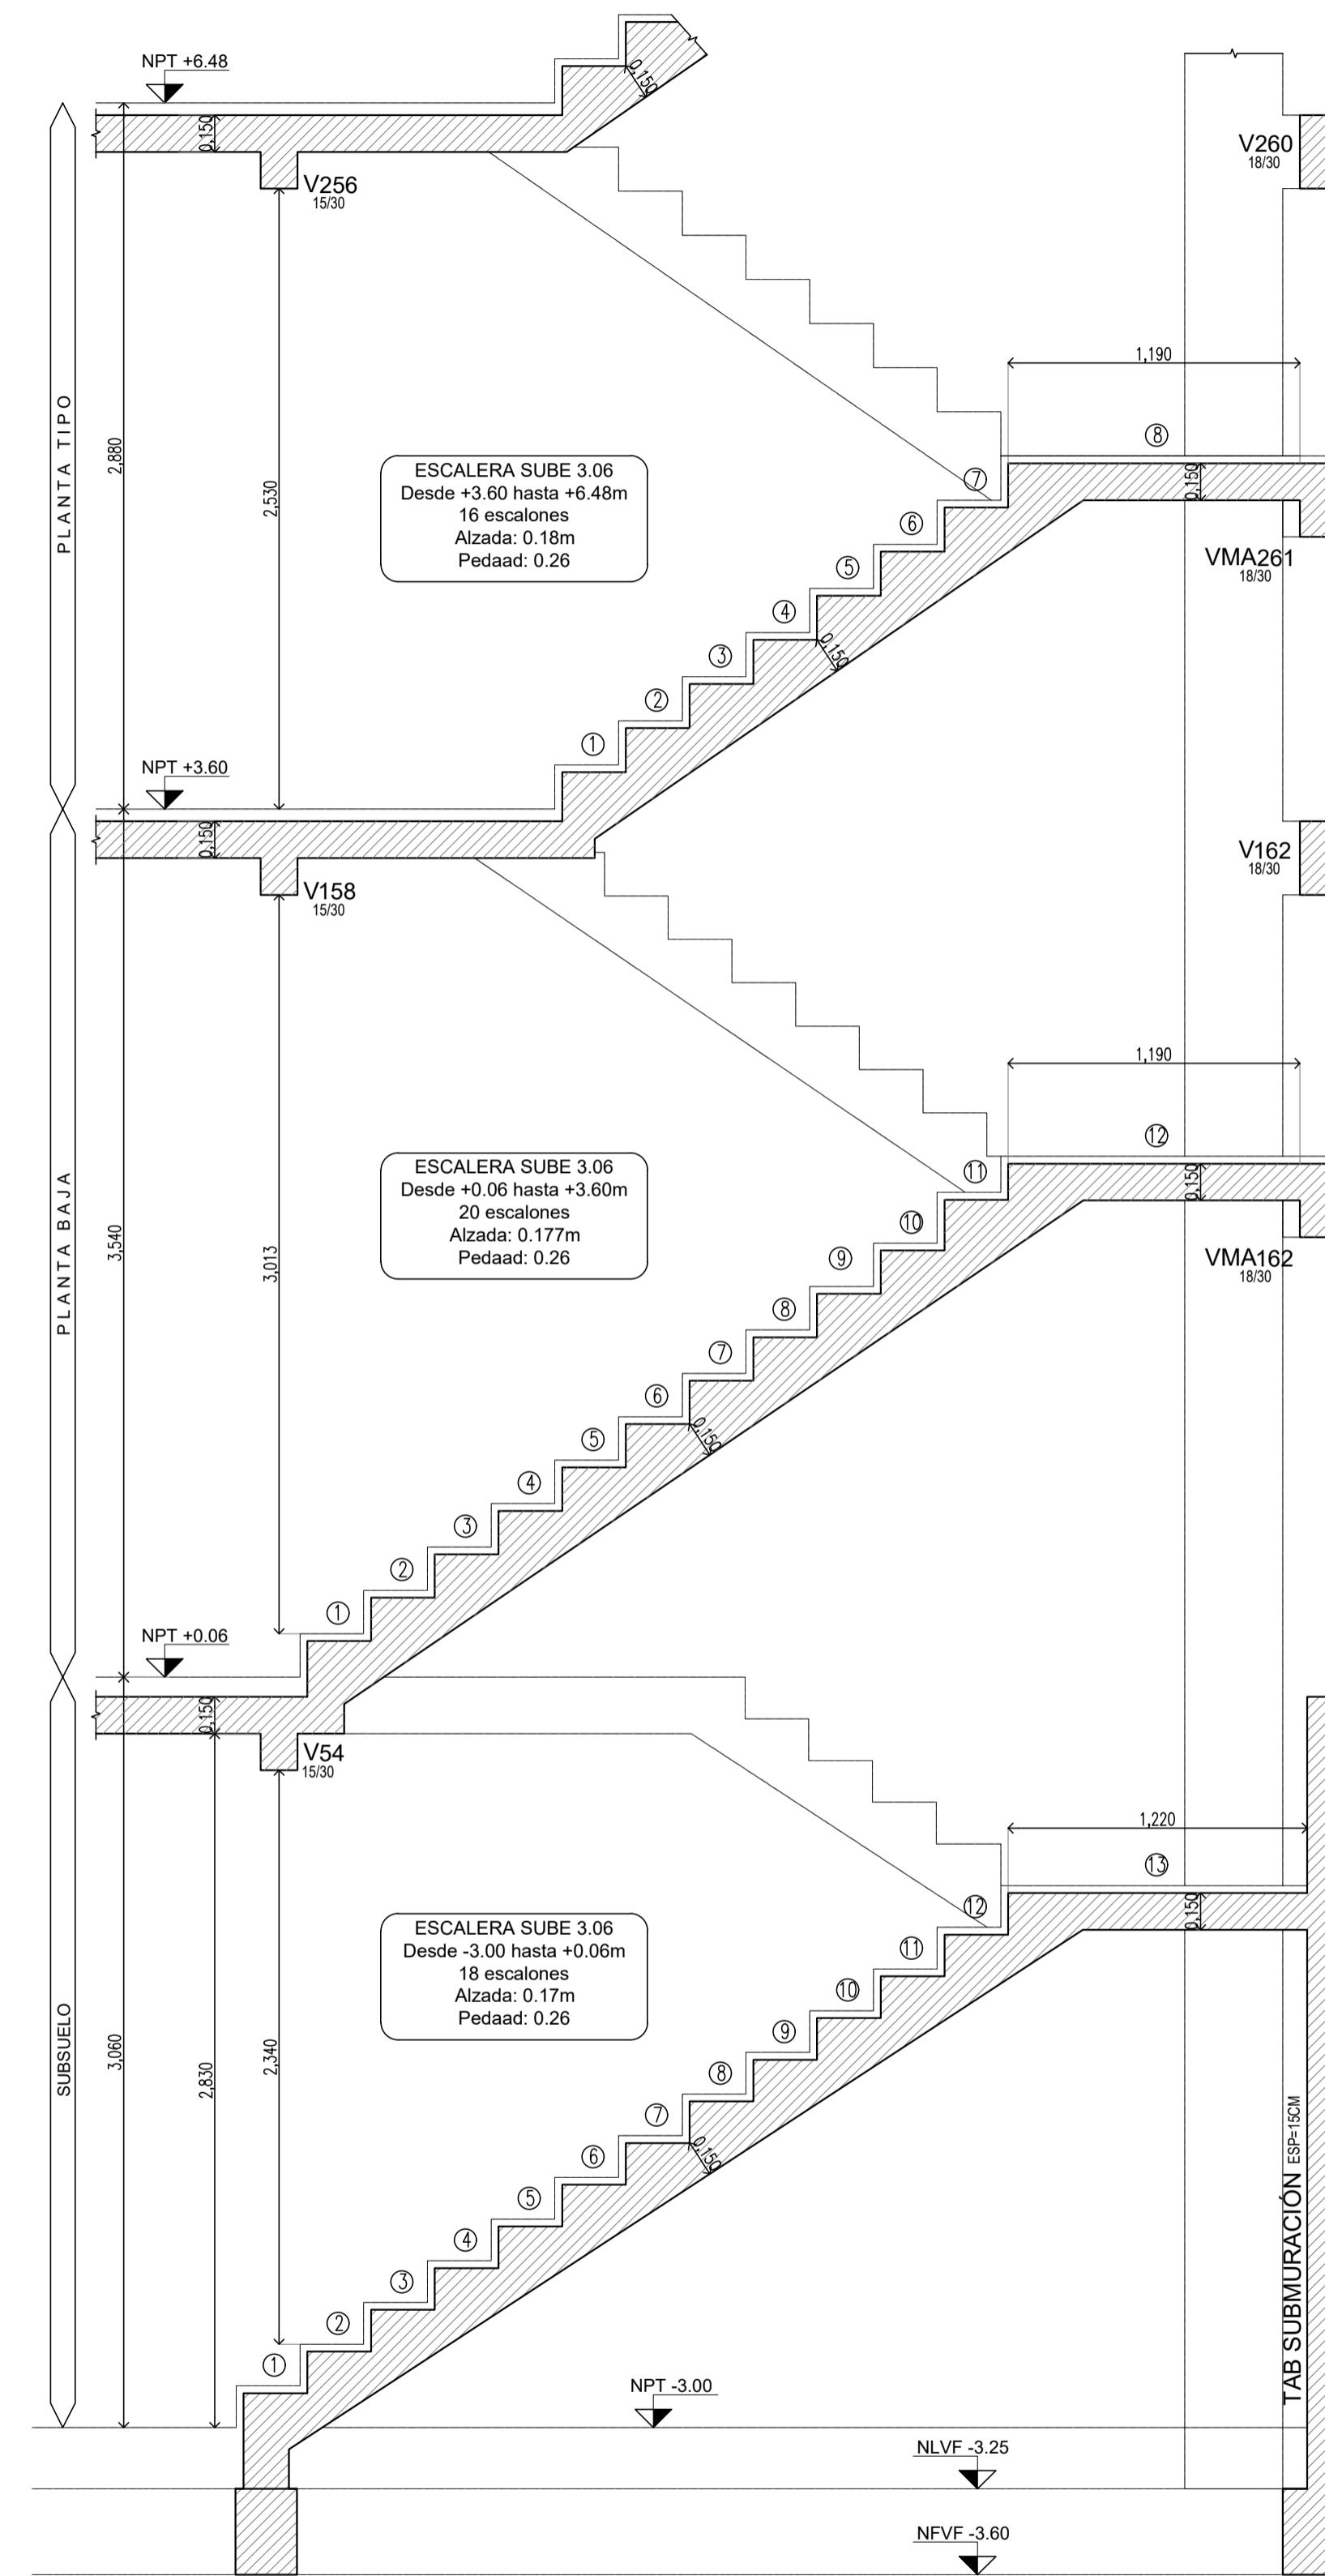 NPT +6.48
0,150
0,150
V256
15/30
V260
18/30
PLANTA TIPO
2,880
2,530
1,190
8
ESCALERA SUBE 3.06
Desde +3.60 hasta +6.48m
16 escalones
Alzada: 0.18m
Pedaad: 0.26
7
0,150
6
VMA261
18/30
5
4
0,150
3
2
1
NPT +3.60
0,150
V158
15/30
V162
18/30
PLANTA BAJA
3,540
3,013
1,190
12
ESCALERA SUBE 3.06
Desde +0.06 hasta +3.60m
20 escalones
Alzada: 0.177m
Pedaad: 0.26
11
0,150
10
VMA162
18/30
9
8
7
6
0,150
5
4
3
2
1
NPT +0.06
0,150
V54
15/30
SUBSUELO
3,060
2,830
2,340
1,220
13
ESCALERA SUBE 3.06
Desde -3.00 hasta +0.06m
18 escalones
Alzada: 0.17m
Pedaad: 0.26
12
0,150
11
10
9
8
7
0,150
6
5
4
3
2
1
TAB SUBMURACIÓN ESP=15CM
NPT -3.00
NLVF -3.25
NFVF -3.60